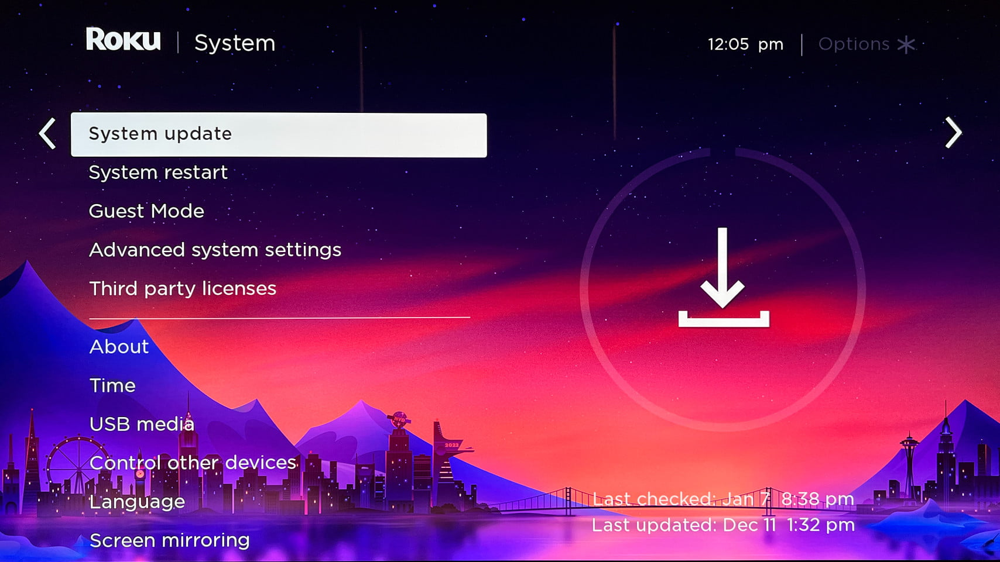 Roku | System
12:05 pm | Options
System update
System restart
Guest Mode
Advanced system settings
Third party licenses
About
Time
USB media
Control other devices
Language
Screen mirroring
NYD
2022
Last checked: Jan 7 8:38 pm
Last updated: Dec 11 1:32 pm